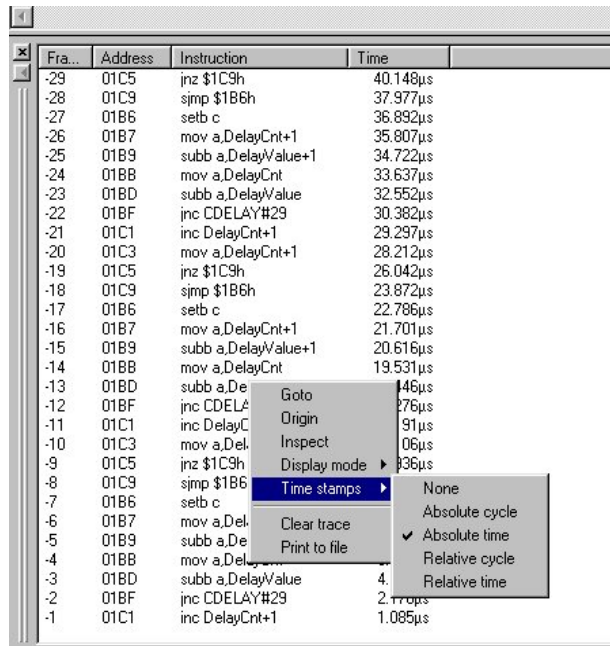 Fra... Address Instruction Time
-29 01C5 jnz $1C9h 40.148µs
-28 01C9 sjmp $1B6h 37.977µs
-27 01B6 setb c 36.892µs
-26 01B7 mov a,DelayCnt+1 35.807µs
-25 01B9 subb a,DelayValue+1 34.722µs
-24 01BB mov a,DelayCnt 33.637µs
-23 01BD subb a,DelayValue 32.552µs
-22 01BF jnc CDELAY#29 30.382µs
-21 01C1 inc DelayCnt+1 29.297µs
-20 01C3 mov a,DelayCnt+1 28.212µs
-19 01C5 jnz $1C9h 26.042µs
-18 01C9 sjmp $1B6h 23.872µs
-17 01B6 setb c 22.786µs
-16 01B7 mov a,DelayCnt+1 21.701µs
-15 01B9 subb a,DelayValue+1 20.616µs
-14 01BB mov a,DelayCnt 19.531µs
-13 01BD subb a,De 46µs
-12 01BF jnc CDELA 276µs
-11 01C1 inc DelayC 91µs
-10 01C3 mov a,Del 06µs
-9 01C5 jnz $1C9h 936µs
-8 01C9 sjmp $1B6
-7 01B6 setb c
-6 01B7 mov a,Del
-5 01B9 subb a,De
-4 01BB mov a,
-3 01BD subb a,DelayValue 4.
-2 01BF jnc CDELAY#29 2.170µs
-1 01C1 inc DelayCnt+1 1.085µs
Goto
Origin
Inspect
Display mode
Time stamps
Clear trace
Print to file
None
Absolute cycle
Absolute time
Relative cycle
Relative time